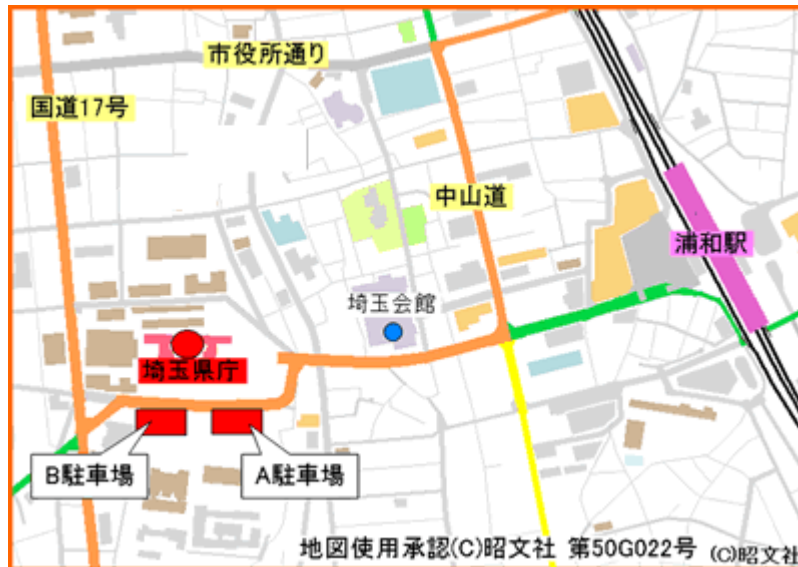 市役所通り
国道17号
中山道
浦和駅
埼玉会館
埼玉県庁
B駐車場
A駐車場
地図使用承認(C)昭文社 第50G022号
(C)昭文社